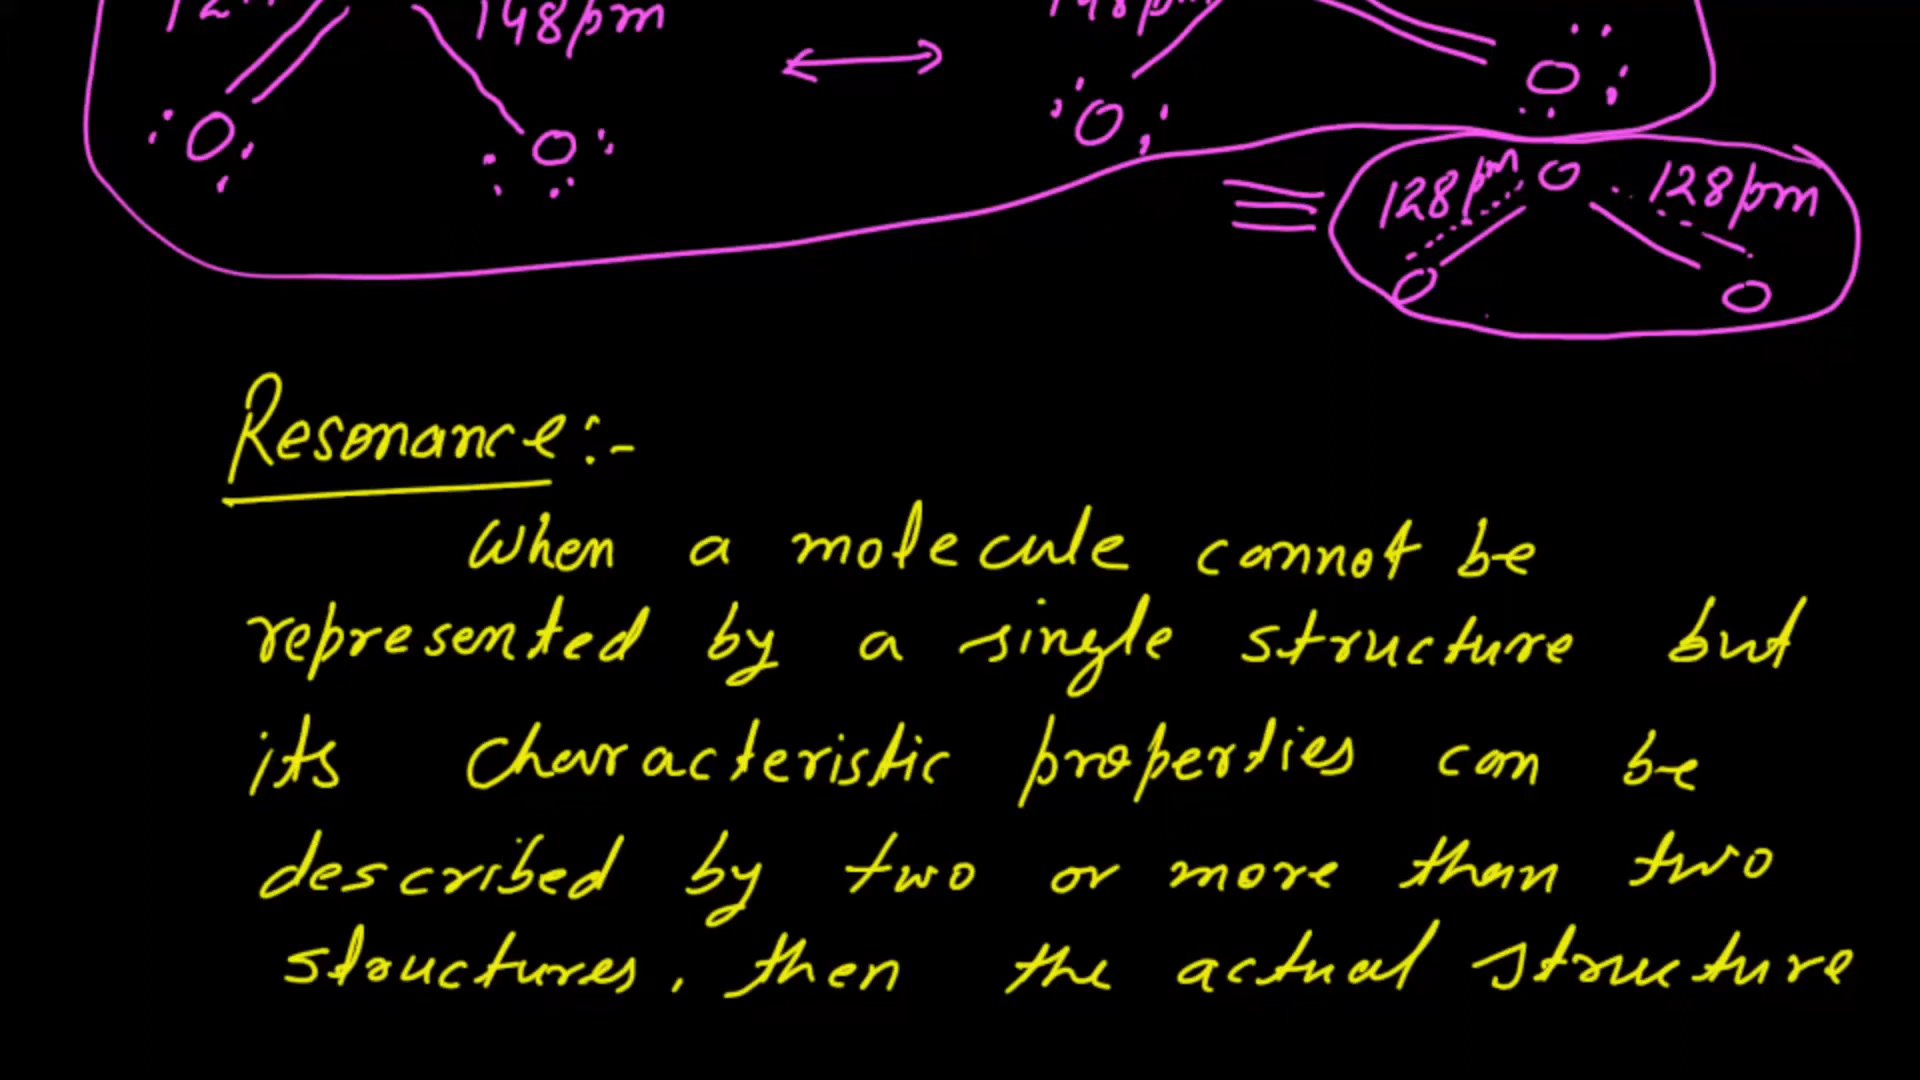 148pm
:O: O:
:O: :O:
128pm O 128pm
O O
Resonance:-
When a molecule cannot be
represented by a single structure but
its characteristic properties can be
described by two or more than two
structures, then the actual structure